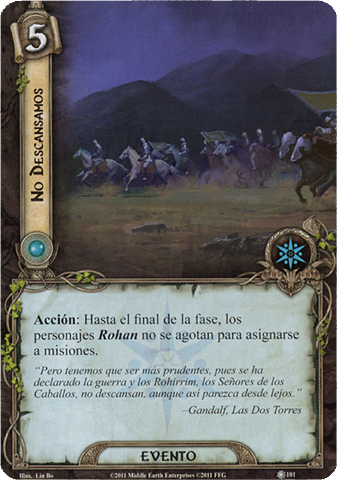 5
No Descansamos
Acción: Hasta el final de la fase, los
personajes Rohan no se agotan para asignarse
a misiones.
"Pero tenemos que ser más prudentes, pues se ha
declarado la guerra y los Rohirrim, los Señores de los
Caballos, no descansan, aunque así parezca desde lejos."
–Gandalf, Las Dos Torres
EVENTO
Illus. Lin Bo
©2011 Middle Earth Enterprises ©2011 FFG
101